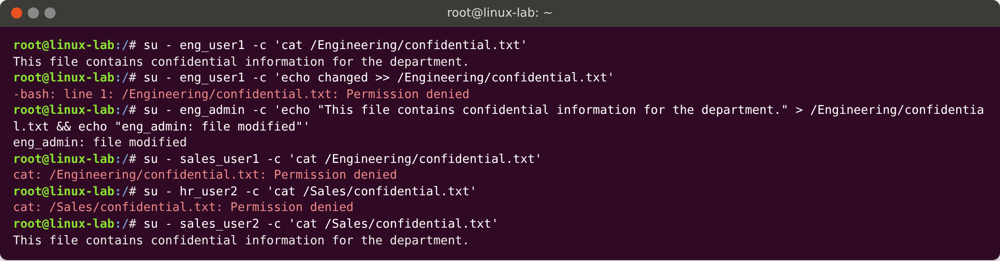 root@linux-lab: ~
root@linux-lab:/# su - eng_user1 -c 'cat /Engineering/confidential.txt'
This file contains confidential information for the department.
root@linux-lab:/# su - eng_user1 -c 'echo changed >> /Engineering/confidential.txt'
-bash: line 1: /Engineering/confidential.txt: Permission denied
root@linux-lab:/# su - eng_admin -c 'echo "This file contains confidential information for the department." > /Engineering/confidentia
l.txt && echo "eng_admin: file modified"'
eng_admin: file modified
root@linux-lab:/# su - sales_user1 -c 'cat /Engineering/confidential.txt'
cat: /Engineering/confidential.txt: Permission denied
root@linux-lab:/# su - hr_user2 -c 'cat /Sales/confidential.txt'
cat: /Sales/confidential.txt: Permission denied
root@linux-lab:/# su - sales_user2 -c 'cat /Sales/confidential.txt'
This file contains confidential information for the department.